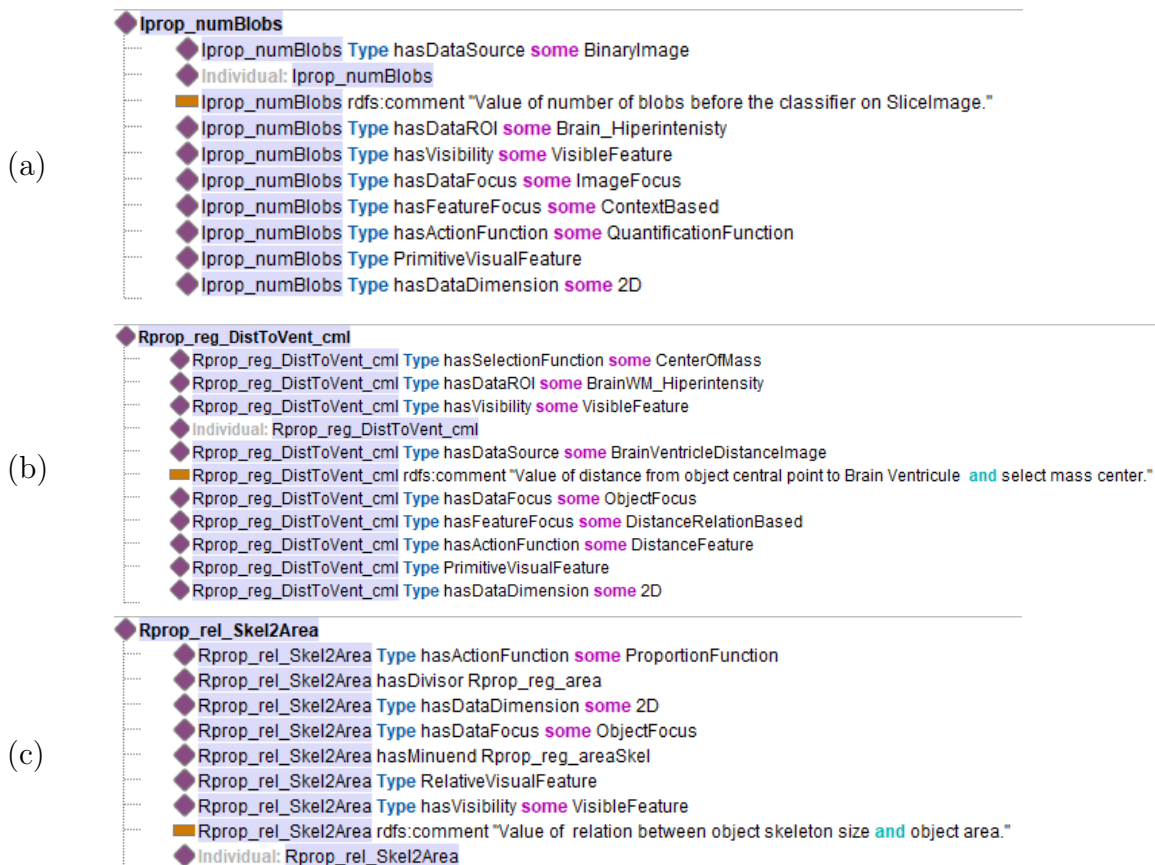 Iprop_numBlobs
Iprop_numBlobs Type hasDataSource some BinaryImage
Individual: Iprop_numBlobs
Iprop_numBlobs rdfs:comment "Value of number of blobs before the classifier on SliceImage."
Iprop_numBlobs Type hasDataROI some Brain_Hiperintenisty
(a)
Iprop_numBlobs Type hasVisibility some VisibleFeature
Iprop_numBlobs Type hasDataFocus some ImageFocus
Iprop_numBlobs Type hasFeatureFocus some ContextBased
Iprop_numBlobs Type hasActionFunction some QuantificationFunction
Iprop_numBlobs Type PrimitiveVisualFeature
Iprop_numBlobs Type hasDataDimension some 2D
Rprop_reg_DistToVent_cml
Rprop_reg_DistToVent_cml Type hasSelectionFunction some CenterOfMass
Rprop_reg_DistToVent_cml Type hasDataROI some BrainWM_Hiperintensity
Rprop_reg_DistToVent_cml Type hasVisibility some VisibleFeature
Individual: Rprop_reg_DistToVent_cml
Rprop_reg_DistToVent_cml Type hasDataSource some BrainVentricleDistanceImage
(b)
Rprop_reg_DistToVent_cml rdfs:comment "Value of distance from object central point to Brain Ventricule and select mass center."
Rprop_reg_DistToVent_cml Type hasDataFocus some ObjectFocus
Rprop_reg_DistToVent_cml Type hasFeatureFocus some DistanceRelationBased
Rprop_reg_DistToVent_cml Type hasActionFunction some DistanceFeature
Rprop_reg_DistToVent_cml Type PrimitiveVisualFeature
Rprop_reg_DistToVent_cml Type hasDataDimension some 2D
Rprop_rel_Skel2Area
Rprop_rel_Skel2Area Type hasActionFunction some ProportionFunction
Rprop_rel_Skel2Area hasDivisor Rprop_reg_area
Rprop_rel_Skel2Area Type hasDataDimension some 2D
Rprop_rel_Skel2Area Type hasDataFocus some ObjectFocus
(c)
Rprop_rel_Skel2Area hasMinuend Rprop_reg_areaSkel
Rprop_rel_Skel2Area Type RelativeVisualFeature
Rprop_rel_Skel2Area Type hasVisibility some VisibleFeature
Rprop_rel_Skel2Area rdfs:comment "Value of relation between object skeleton size and object area."
Individual: Rprop_rel_Skel2Area